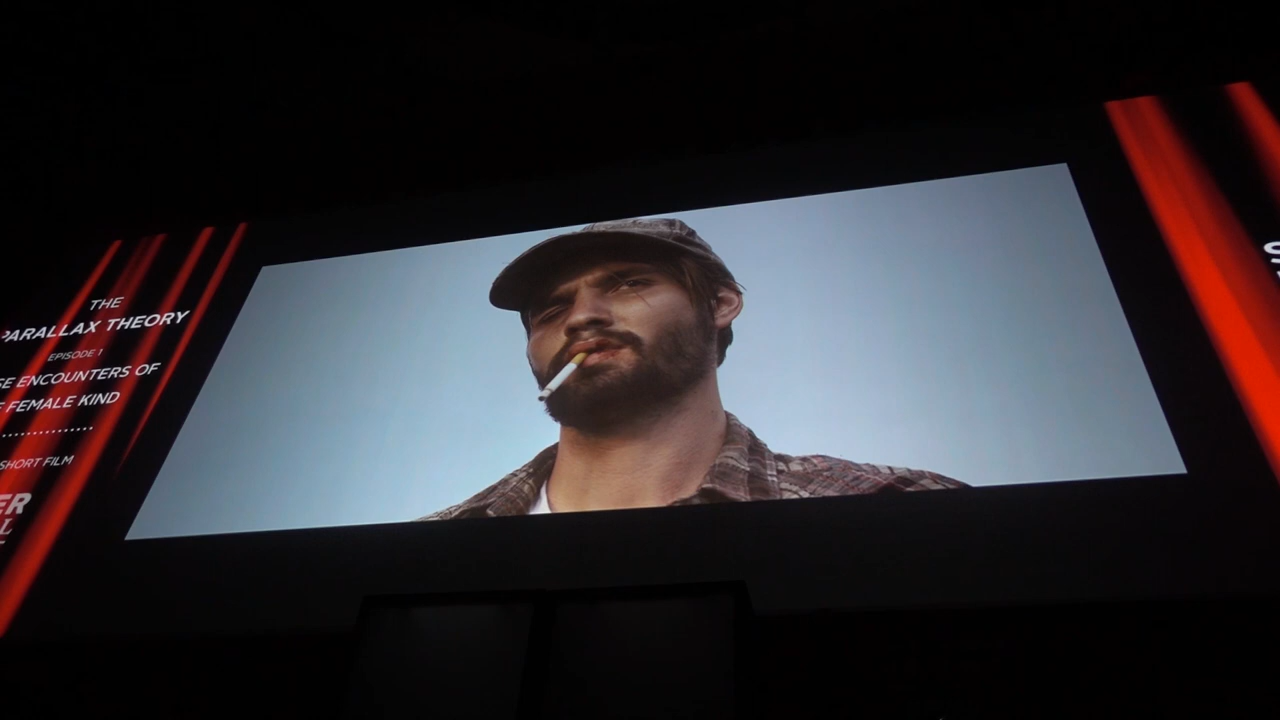 THE
PARALLAX THEORY
EPISODE 1
SE ENCOUNTERS OF
E FEMALE KIND
SHORT FILM
ER
L
S